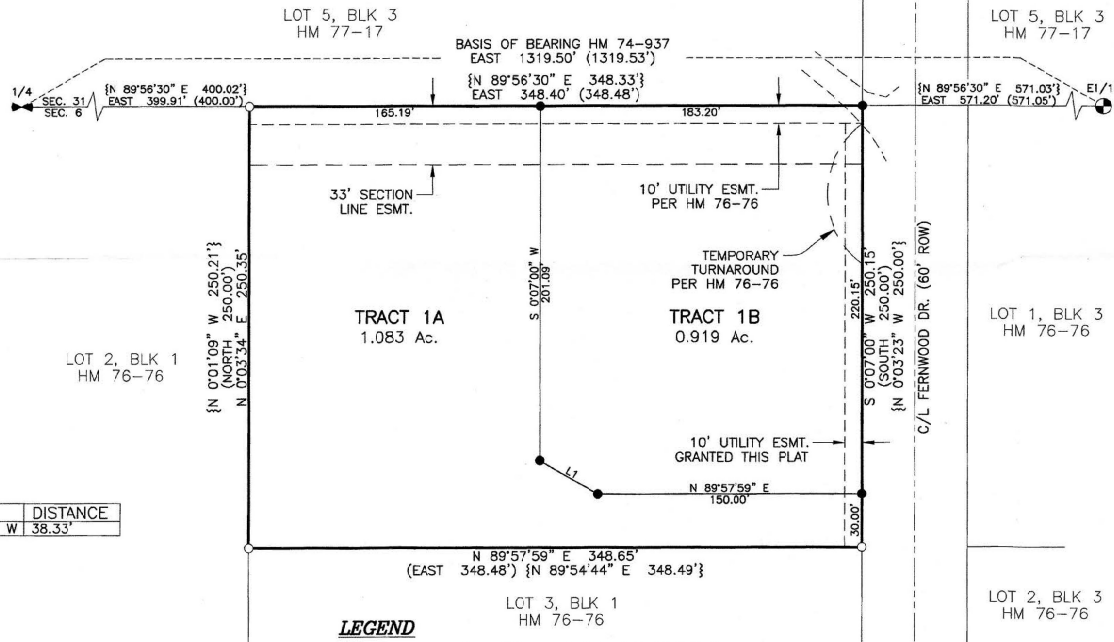 LOT 5, BLK 3
HM 77-17
LOT 5, BLK 3
HM 77-17
BASIS OF BEARING HM 74-937
EAST 1319.50' (1319.53')
1/4
SEC. 31
SEC. 6
{N 89°56'30" E 400.02'}
EAST 399.91' (400.00')
{N 89°56'30" E 348.33'}
EAST 348.40' (348.48')
{N 89°56'30" E 571.03'}
EAST 571.20' (571.05')
E1/1
165.19'
183.20'
33' SECTION
LINE ESMT.
10' UTILITY ESMT.
PER HM 76-76
TEMPORARY
TURNAROUND
PER HM 76-76
{N 0°01'09" W 250.21'}
(NORTH 250.00')
N 0°03'34" E 250.35'
S 0°07'00" W
201.09'
220.15'
S 0°07'00" W 250.15'
(SOUTH 250.00')
{N 0°03'23" W 250.00'}
C/L FERNWOOD DR. (60' ROW)
TRACT 1A
1.083 Ac.
TRACT 1B
0.919 Ac.
LOT 1, BLK 3
HM 76-76
LOT 2, BLK 1
HM 76-76
10' UTILITY ESMT.
GRANTED THIS PLAT
L1
N 89°57'59" E
150.00'
30.00'
DISTANCE
W 38.33'
N 89°57'59" E 348.65'
(EAST 348.48') {N 89°54'44" E 348.49'}
LOT 3, BLK 1
HM 76-76
LOT 2, BLK 3
HM 76-76
LEGEND